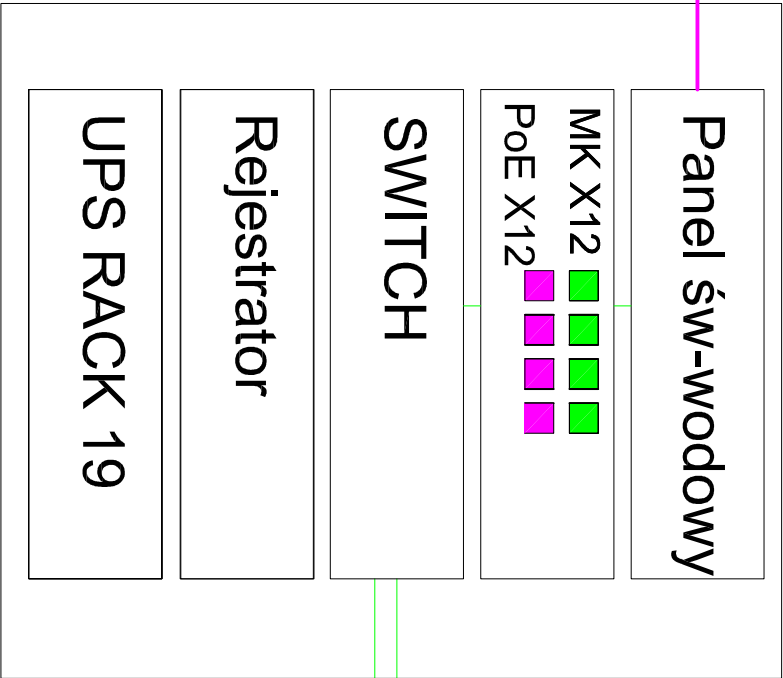 Panel św-wodowy
MK X12
PoE X12
SWITCH
Rejestrator
UPS RACK 19